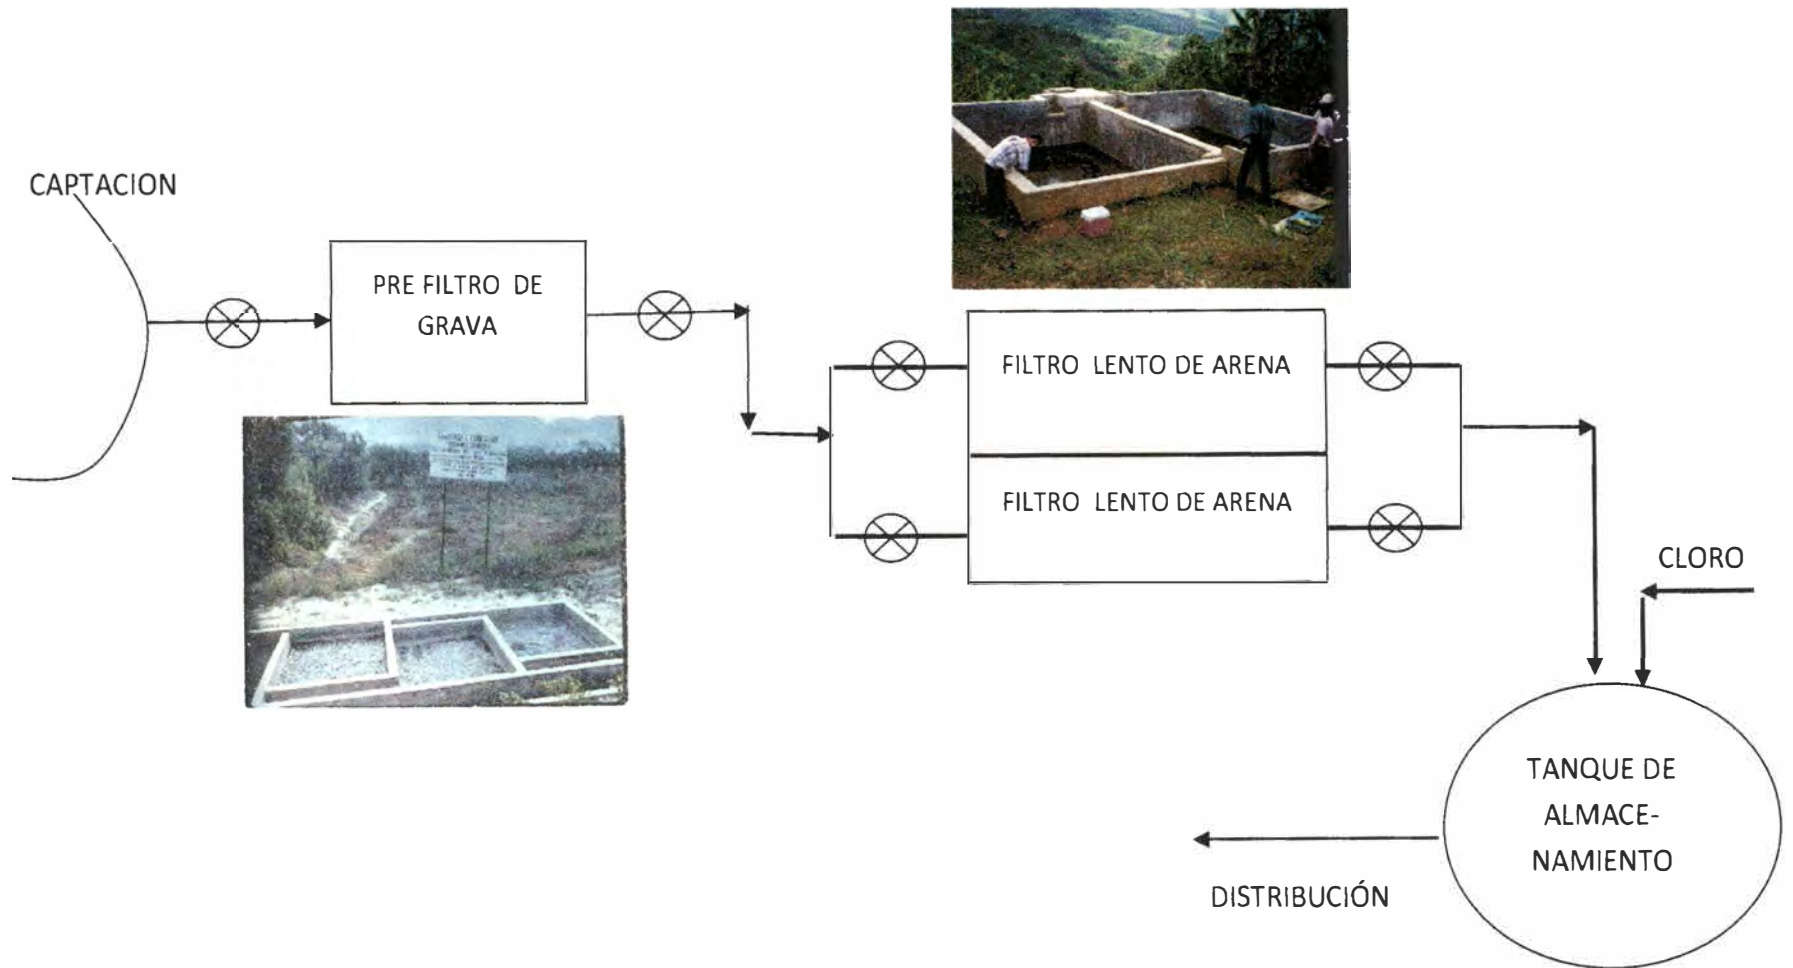 CAPTACION
PRE FILTRO DE
GRAVA
FILTRO LENTO DE ARENA
FILTRO LENTO DE ARENA
CLORO
TANQUE DE
ALMACE-
NAMIENTO
DISTRIBUCIÓN